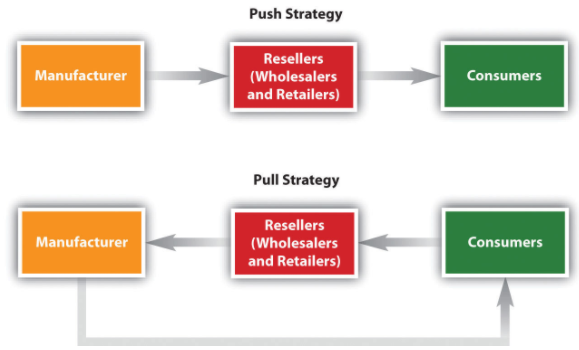 Push Strategy
Manufacturer
Resellers
(Wholesalers
and Retailers)
Consumers
Pull Strategy
Manufacturer
Resellers
(Wholesalers
and Retailers)
Consumers